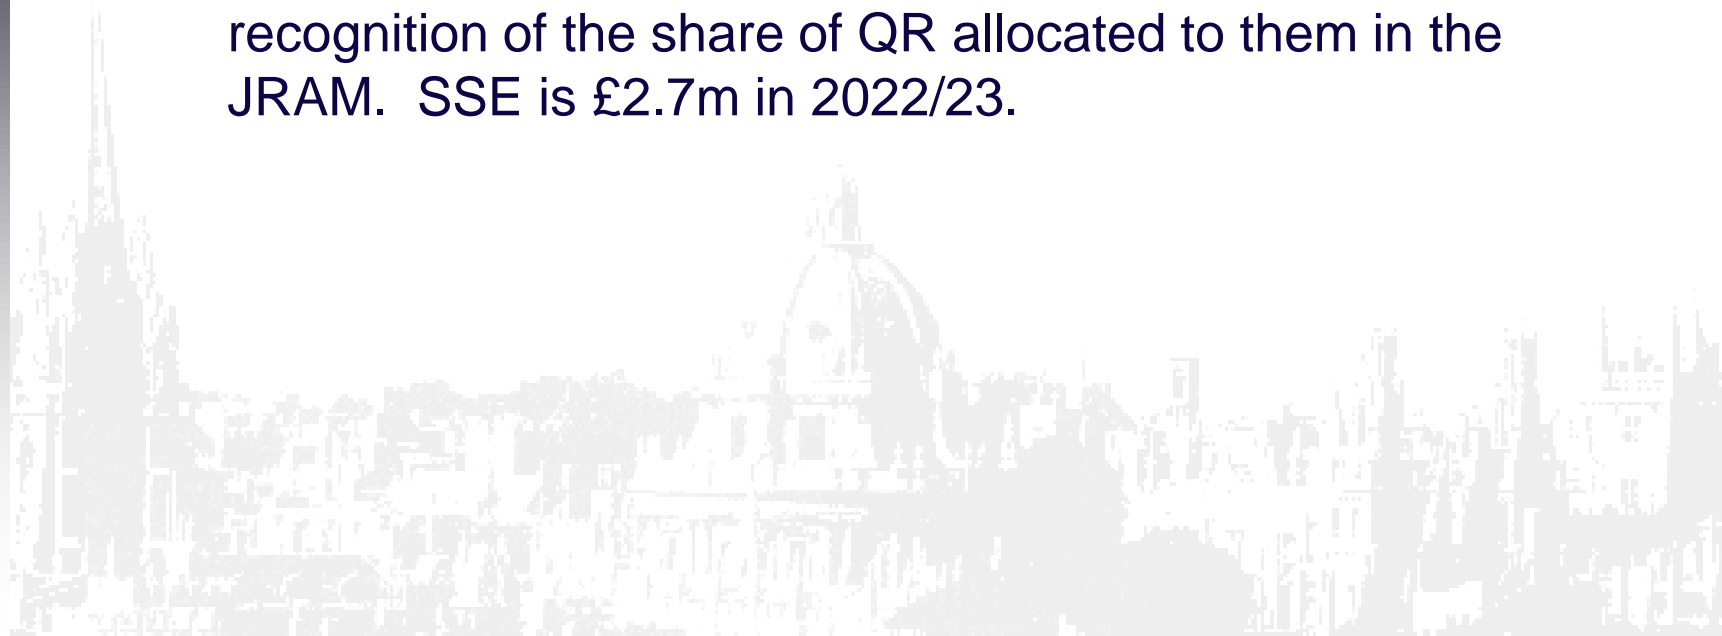 recognition of the share of QR allocated to them in the
JRAM.  SSE is £2.7m in 2022/23.